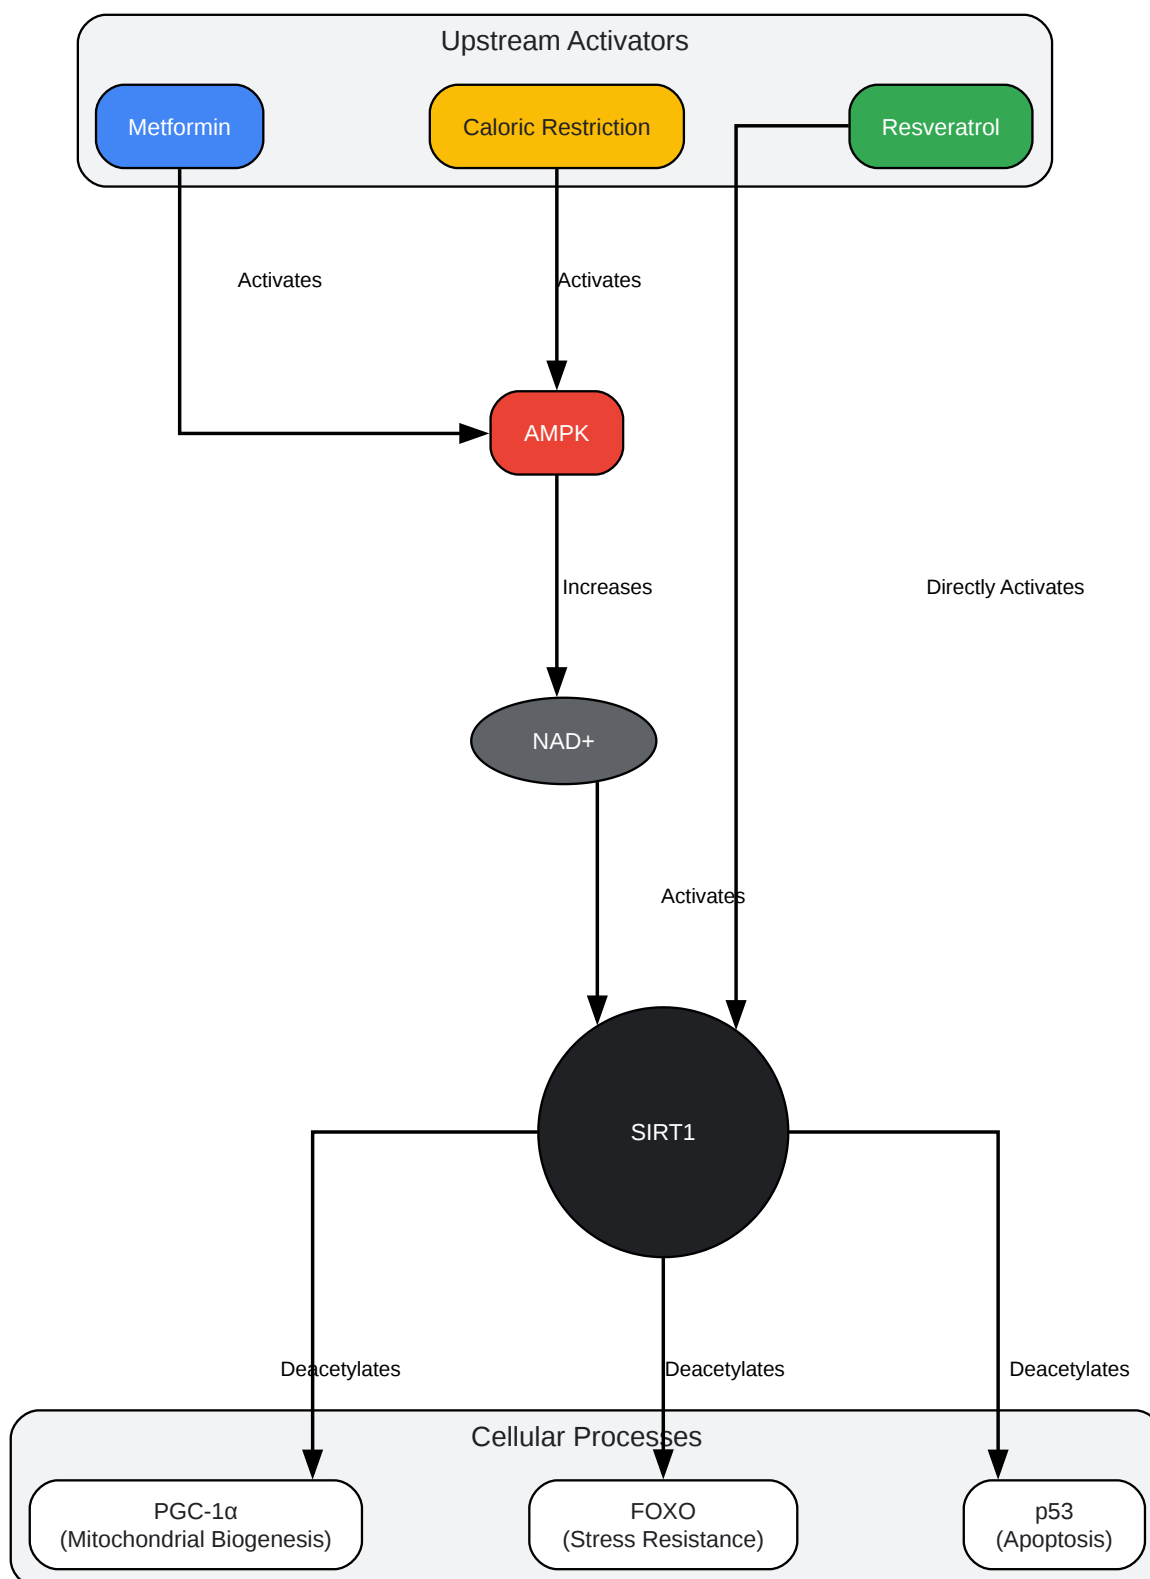 Upstream Activators
Metformin
Caloric Restriction
Resveratrol
Activates
Activates
AMPK
Increases
Directly Activates
NAD+
Activates
SIRT1
Deacetylates
Deacetylates
Deacetylates
Cellular Processes
PGC-1α
(Mitochondrial Biogenesis)
FOXO
(Stress Resistance)
p53
(Apoptosis)